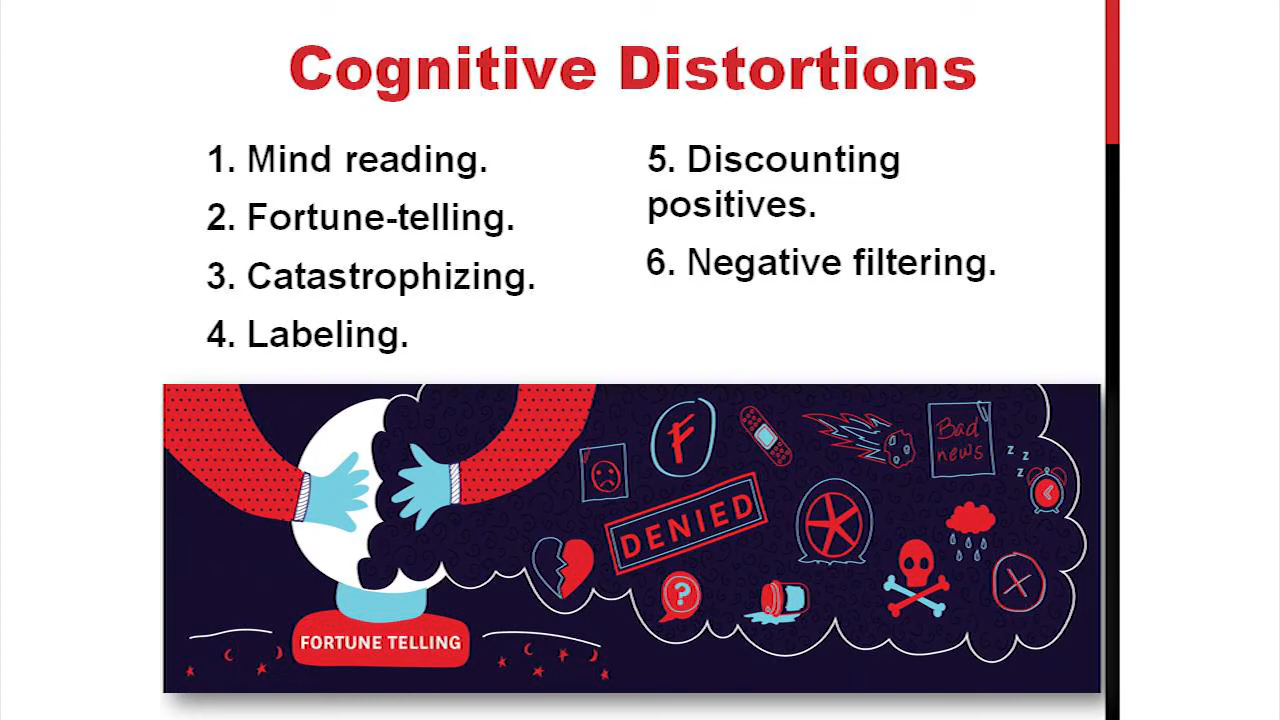 Cognitive Distortions
1. Mind reading.
2. Fortune-telling.
3. Catastrophizing.
4. Labeling.
5. Discounting
positives.
6. Negative filtering.
F
Bad
news
z
z
z
DENIED
?
X
FORTUNE TELLING